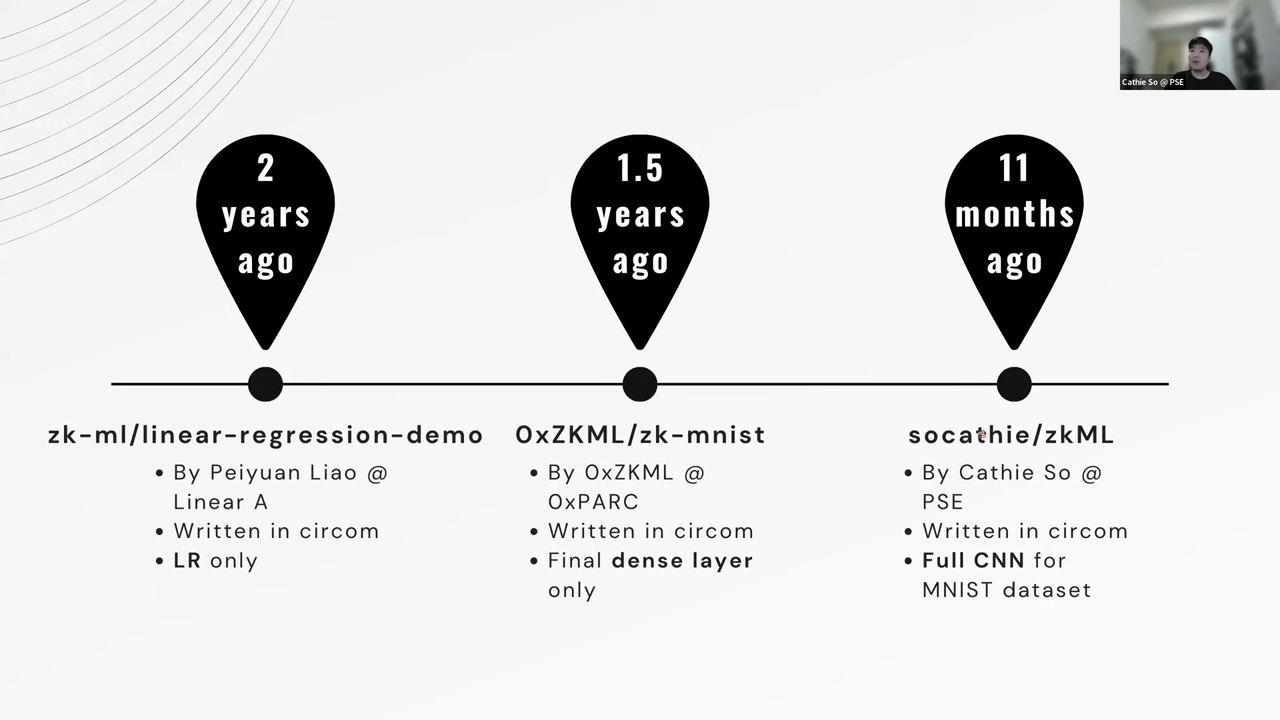 Cathie So @ PSE
2
years
ago
1.5
years
ago
11
months
ago
zk-ml/linear-regression-demo
• By Peiyuan Liao @
Linear A
• Written in circom
• LR only
0xZKML/zk-mnist
• By 0xZKML @
0xPARC
• Written in circom
• Final dense layer
only
socathie/zkML
• By Cathie So @
PSE
• Written in circom
• Full CNN for
MNIST dataset